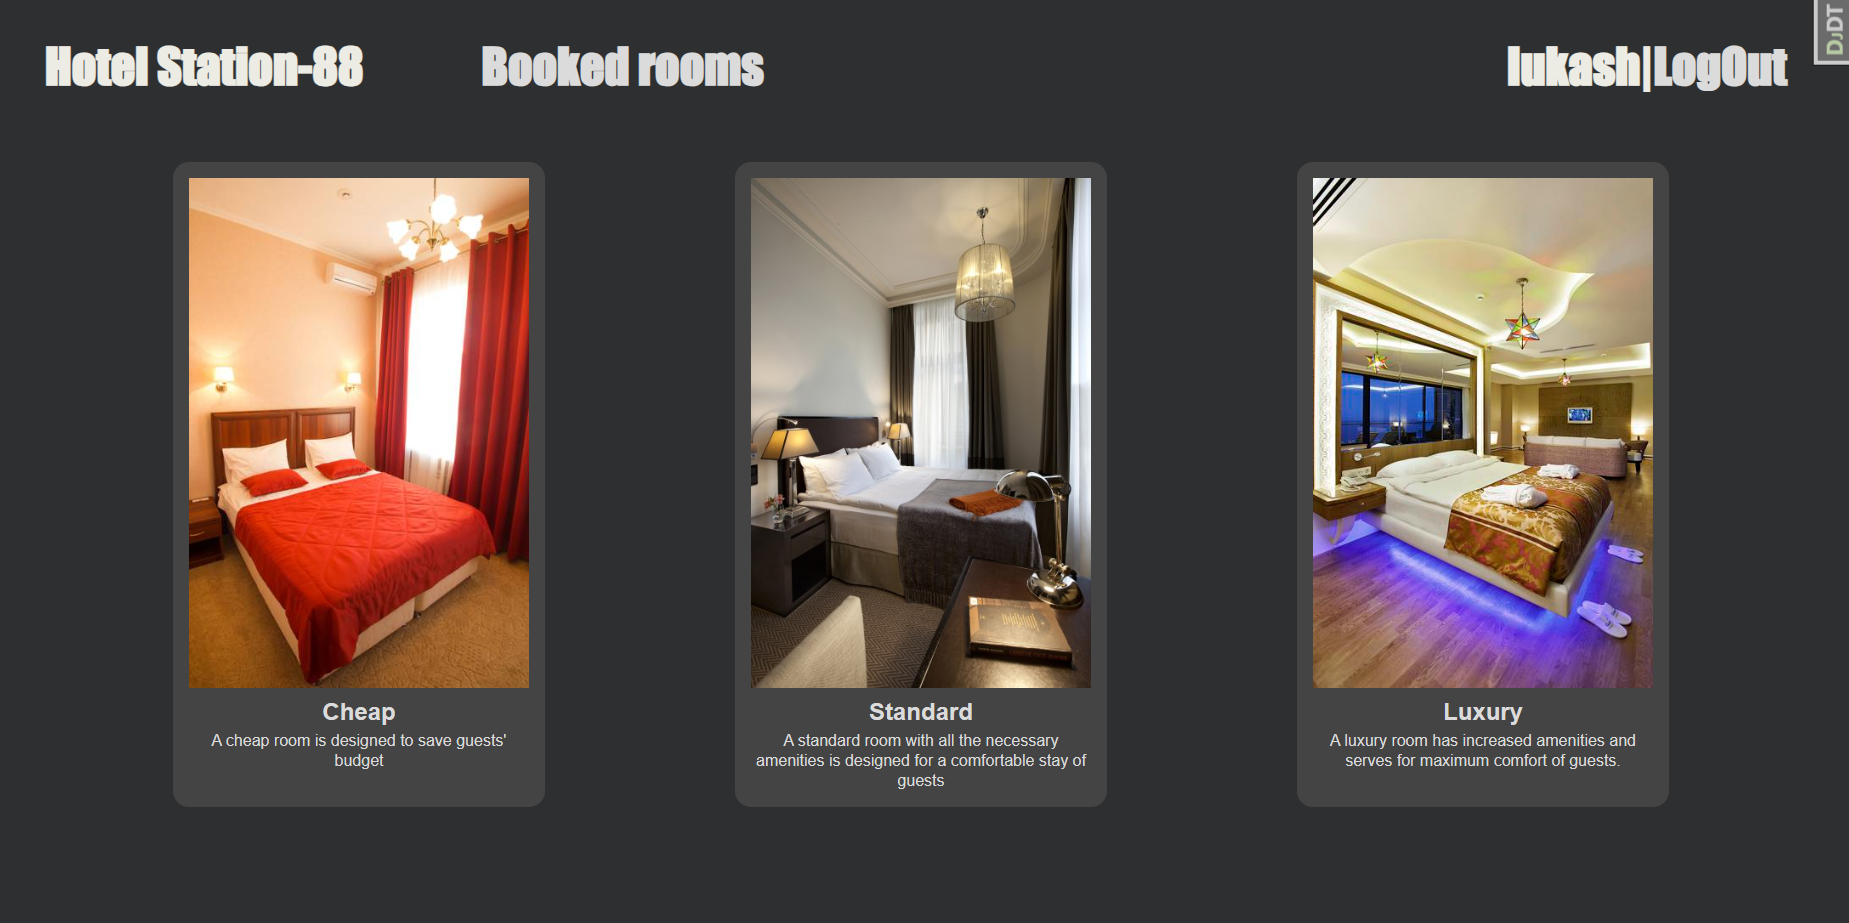 Hotel Station-88
Booked rooms
lukash|LogOut
DJDT
Cheap
A cheap room is designed to save guests'
budget
Standard
A standard room with all the necessary
amenities is designed for a comfortable stay of
guests
Luxury
A luxury room has increased amenities and
serves for maximum comfort of guests.